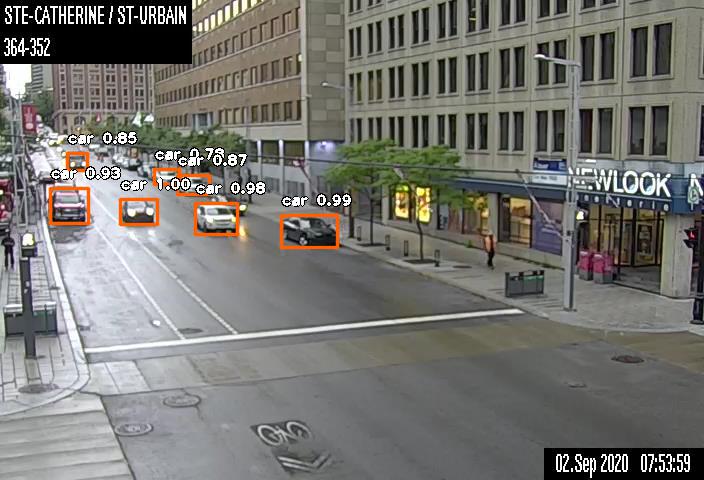 STE-CATHERINE / ST-URBAIN
364-352
car 0.85
car 0.73
car 0.87
car 0.93
car 1.00
car 0.98
car 0.99
NEWLOOK
02.Sep 2020 07:53:59